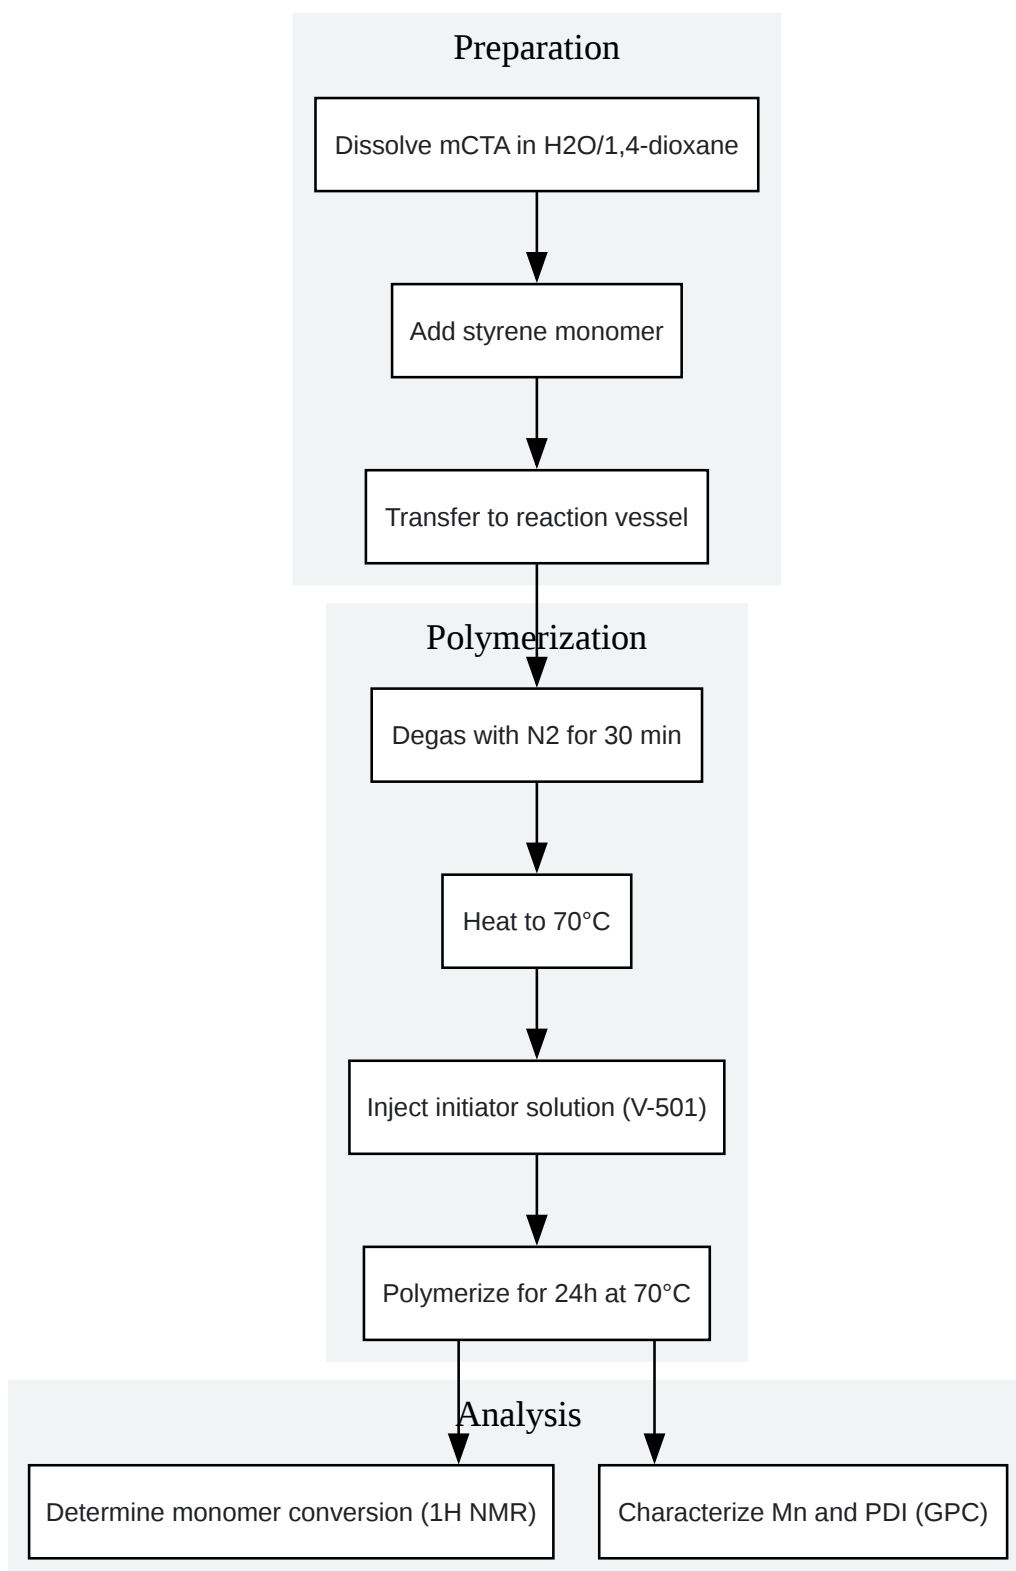 Preparation
Dissolve mCTA in H2O/1,4-dioxane
Add styrene monomer
Transfer to reaction vessel
Polymerization
Degas with N2 for 30 min
Heat to 70°C
Inject initiator solution (V-501)
Polymerize for 24h at 70°C
Analysis
Determine monomer conversion (1H NMR)
Characterize Mn and PDI (GPC)